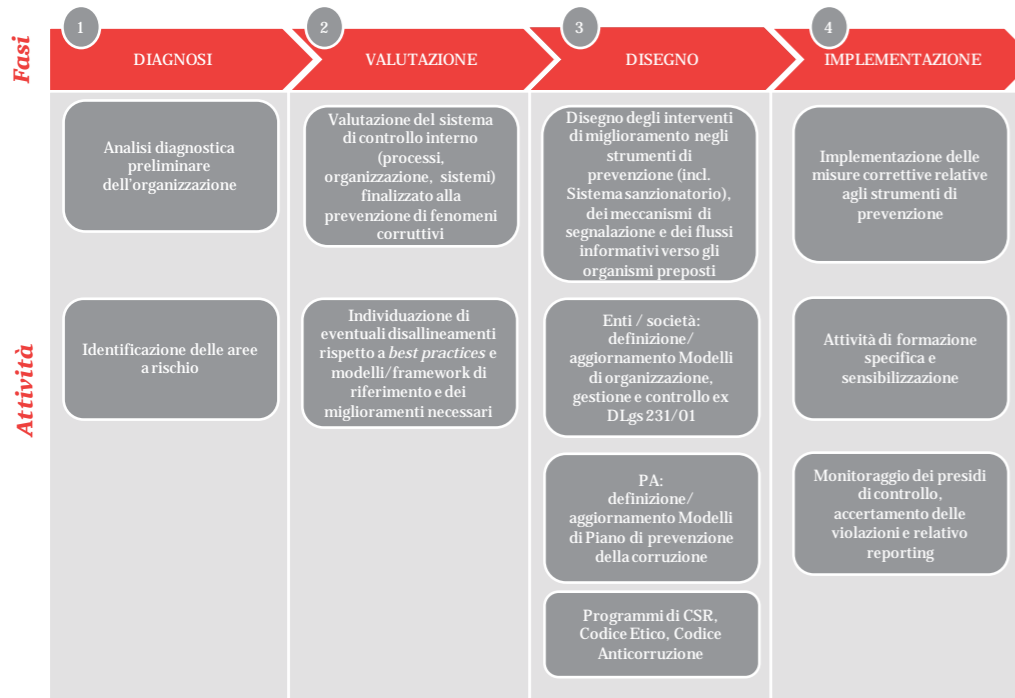 Fasi
1
DIAGNOSI
2
VALUTAZIONE
3
DISEGNO
4
IMPLEMENTAZIONE
Attività
Analisi diagnostica
preliminare
dell'organizzazione
Identificazione delle aree
a rischio
Valutazione del sistema
di controllo interno
(processi,
organizzazione, sistemi)
finalizzato alla
prevenzione di fenomeni
corruttivi
Individuazione di
eventuali disallineamenti
rispetto a best practices e
modelli/framework di
riferimento e dei
miglioramenti necessari
Disegno degli interventi
di miglioramento negli
strumenti di
prevenzione (incl.
Sistema sanzionatorio),
dei meccanismi di
segnalazione e dei flussi
informativi verso gli
organismi preposti
Enti / società:
definizione/
aggiornamento Modelli
di organizzazione,
gestione e controllo ex
DLgs 231/01
PA:
definizione/
aggiornamento Modelli
di Piano di prevenzione
della corruzione
Programmi di CSR,
Codice Etico, Codice
Anticorruzione
Implementazione delle
misure correttive relative
agli strumenti di
prevenzione
Attività di formazione
specifica e
sensibilizzazione
Monitoraggio dei presidi
di controllo,
accertamento delle
violazioni e relativo
reporting